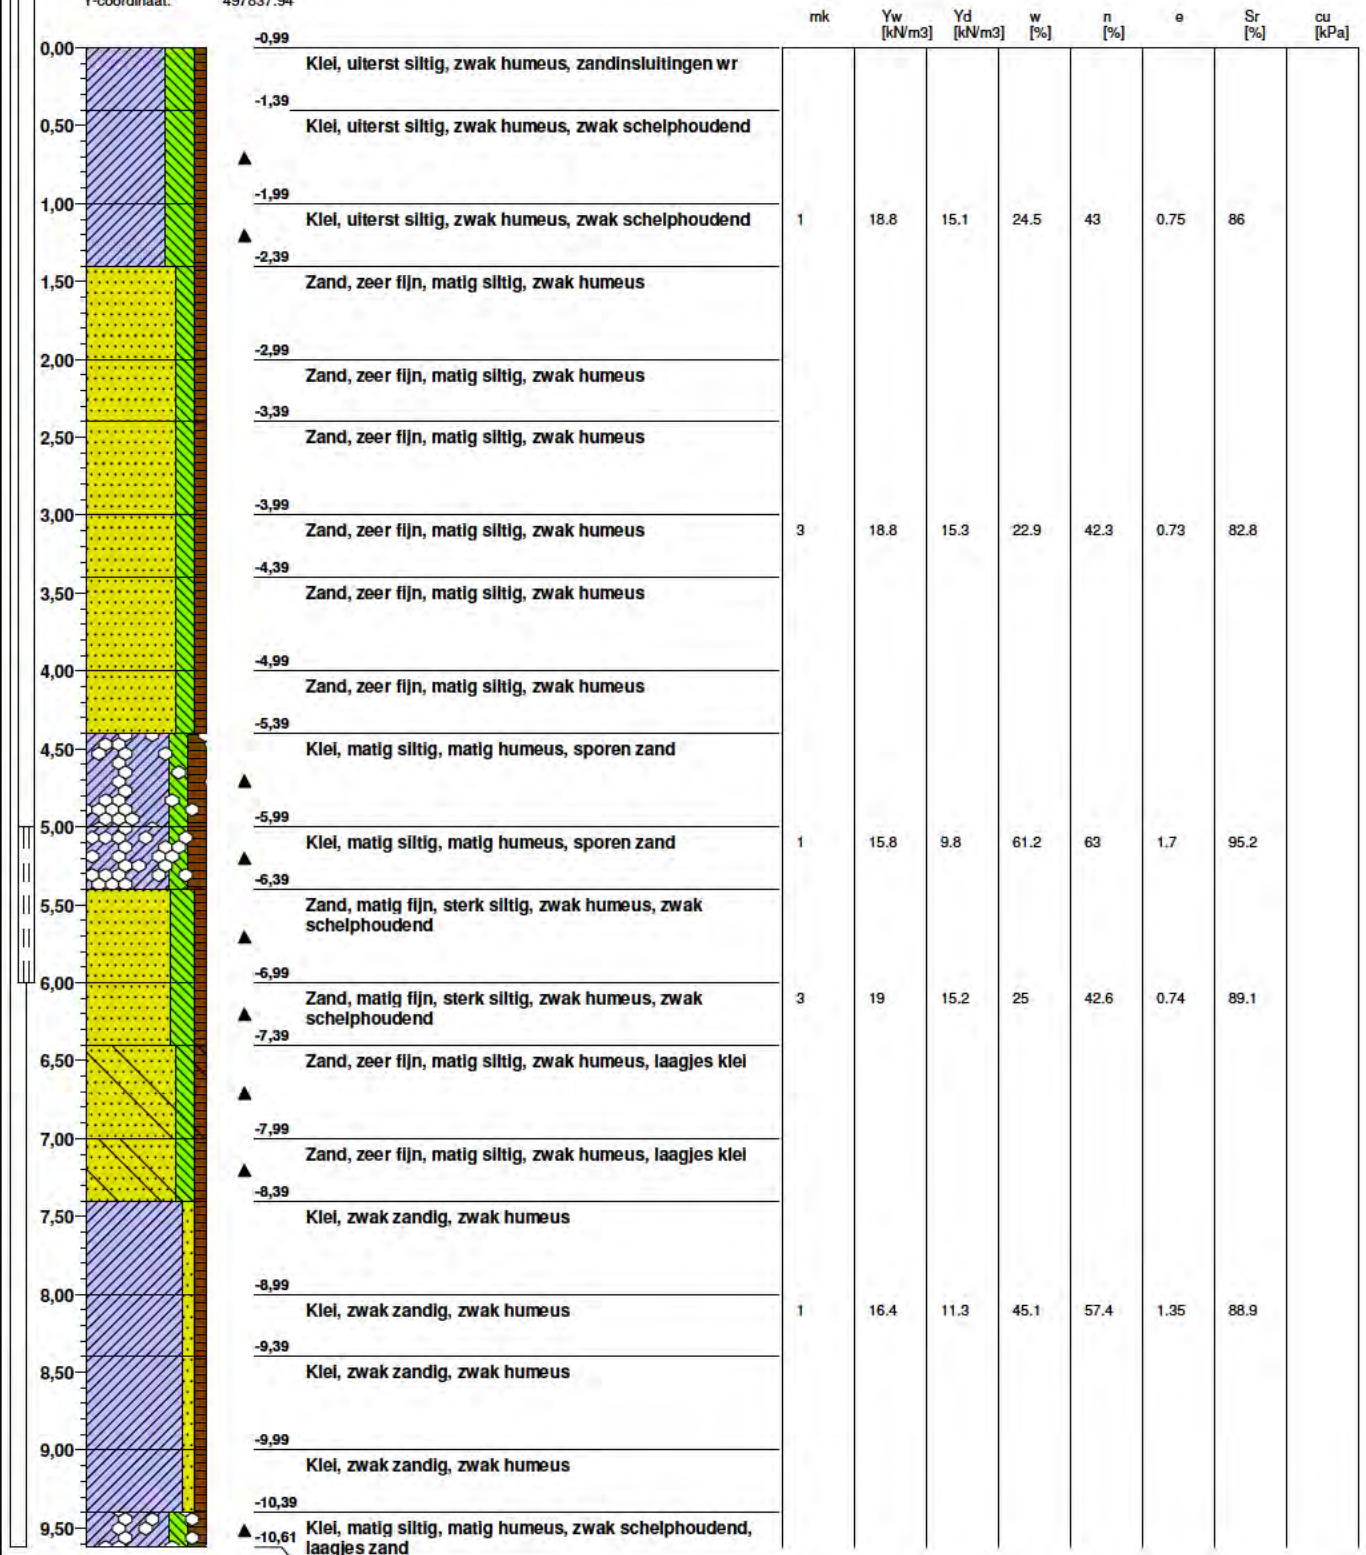 Y-coördinaat: 497837.94
mk Yw Yd w n e Sr cu
[kN/m3] [kN/m3] [%] [%] [%] [kPa]
0,00 -0,99
Klei, uiterst siltig, zwak humeus, zandinsluitingen wr
-1,39
0,50 Klei, uiterst siltig, zwak humeus, zwak schelphoudend
-1,99
1,00 Klei, uiterst siltig, zwak humeus, zwak schelphoudend 1 18.8 15.1 24.5 43 0.75 86
-2,39
1,50 Zand, zeer fijn, matig siltig, zwak humeus
-2,99
2,00 Zand, zeer fijn, matig siltig, zwak humeus
-3,39
2,50 Zand, zeer fijn, matig siltig, zwak humeus
-3,99
3,00 Zand, zeer fijn, matig siltig, zwak humeus 3 18.8 15.3 22.9 42.3 0.73 82.8
-4,39
3,50 Zand, zeer fijn, matig siltig, zwak humeus
-4,99
4,00 Zand, zeer fijn, matig siltig, zwak humeus
-5,39
4,50 Klei, matig siltig, matig humeus, sporen zand
-5,99
5,00 Klei, matig siltig, matig humeus, sporen zand 1 15.8 9.8 61.2 63 1.7 95.2
-6,39
5,50 Zand, matig fijn, sterk siltig, zwak humeus, zwak
schelphoudend
-6,99
6,00 Zand, matig fijn, sterk siltig, zwak humeus, zwak 3 19 15.2 25 42.6 0.74 89.1
schelphoudend
-7,39
6,50 Zand, zeer fijn, matig siltig, zwak humeus, laagjes klei
-7,99
7,00 Zand, zeer fijn, matig siltig, zwak humeus, laagjes klei
-8,39
7,50 Klei, zwak zandig, zwak humeus
-8,99
8,00 Klei, zwak zandig, zwak humeus 1 16.4 11.3 45.1 57.4 1.35 88.9
-9,39
8,50 Klei, zwak zandig, zwak humeus
-9,99
9,00 Klei, zwak zandig, zwak humeus
-10,39
9,50 -10,61 Klei, matig siltig, matig humeus, zwak schelphoudend,
laagjes zand